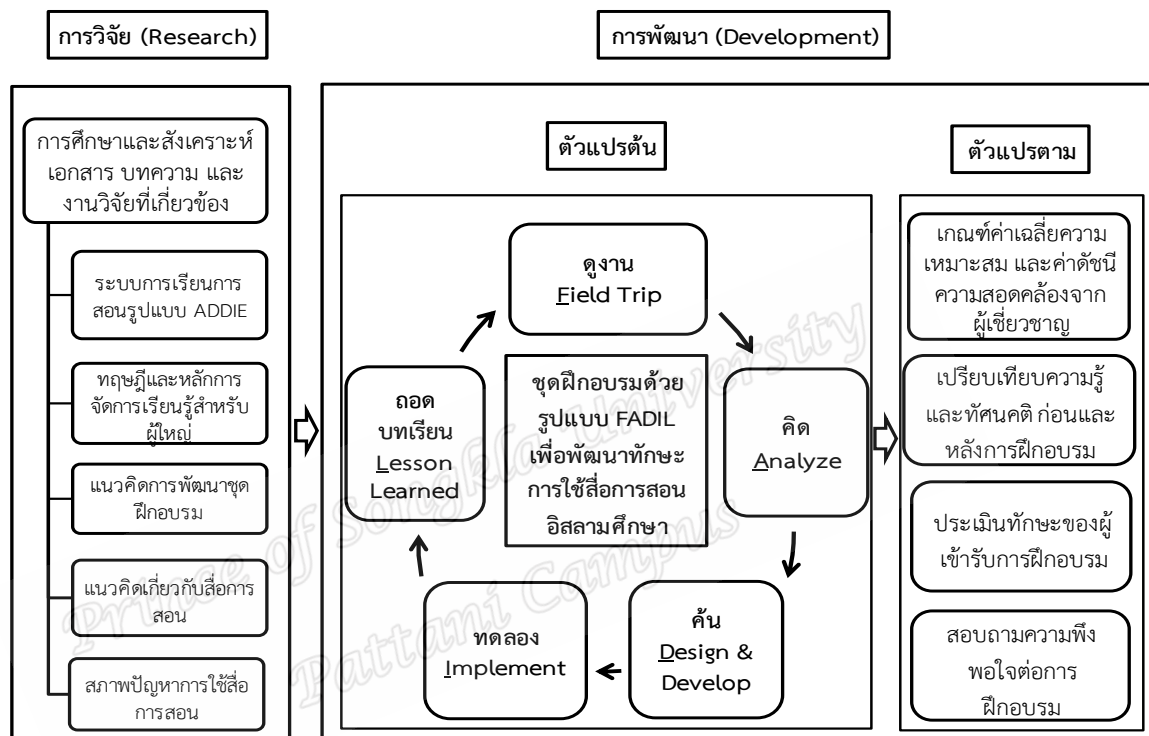 การวิจัย (Research)
การพัฒนา (Development)
การศึกษาและสังเคราะห์
เอกสาร บทความ และ
งานวิจัยที่เกี่ยวข้อง
ระบบการเรียนการ
สอนรูปแบบ ADDIE
ทฤษฎีและหลักการ
จัดการเรียนรู้สำหรับ
ผู้ใหญ่
แนวคิดการพัฒนาชุด
ฝึกอบรม
แนวคิดเกี่ยวกับสื่อการ
สอน
สภาพปัญหาการใช้สื่อ
การสอน
ตัวแปรต้น
ดูงาน
Field Trip
คิด
Analyze
ค้น
Design &
Develop
ทดลอง
Implement
ถอด
บทเรียน
Lesson
Learned
ชุดฝึกอบรมด้วย
รูปแบบ FADIL
เพื่อพัฒนาทักษะ
การใช้สื่อการสอน
อิสลามศึกษา
ตัวแปรตาม
เกณฑ์ค่าเฉลี่ยความ
เหมาะสม และค่าดัชนี
ความสอดคล้องจาก
ผู้เชี่ยวชาญ
เปรียบเทียบความรู้
และทัศนคติ ก่อนและ
หลังการฝึกอบรม
ประเมินทักษะของผู้
เข้ารับการฝึกอบรม
สอบถามความพึง
พอใจต่อการ
ฝึกอบรม
Prince of Songkla University
Pattani Campus